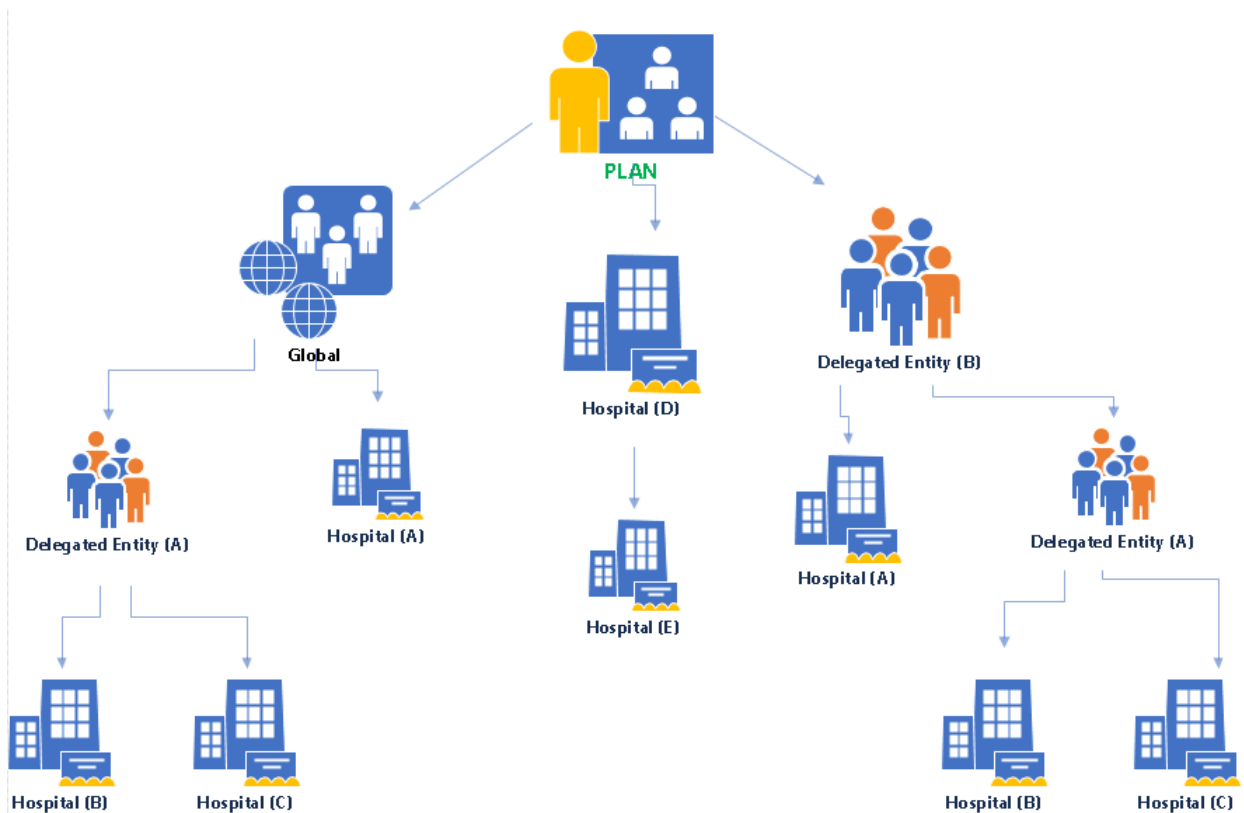 PLAN
Global
Delegated Entity (B)
Hospital (D)
Delegated Entity (A)
Hospital (A)
Hospital (A)
Delegated Entity (A)
Hospital (E)
Hospital (B)
Hospital (C)
Hospital (B)
Hospital (C)